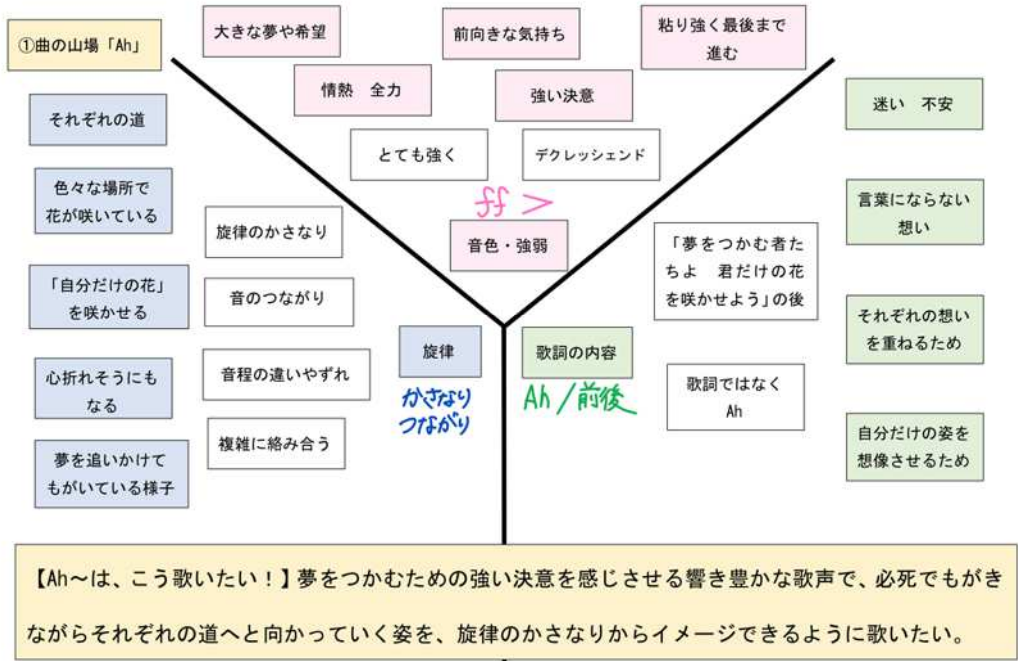 ①曲の山場「Ah」
大きな夢や希望
前向きな気持ち
粘り強く最後まで
進む
情熱　全力
強い決意
とても強く
デクレッシェンド
ff >
音色・強弱
それぞれの道
色々な場所で
花が咲いている
「自分だけの花」
を咲かせる
心折れそうにも
なる
夢を追いかけて
もがいている様子
旋律のかさなり
音のつながり
音程の違いやずれ
複雑に絡み合う
旋律
かさなり
つながり
歌詞の内容
Ah/前後
「夢をつかむ者た
ちよ　君だけの花
を咲かせよう」の後
歌詞ではなく
Ah
迷い　不安
言葉にならない
想い
それぞれの想い
を重ねるため
自分だけの姿を
想像させるため
【Ah～は、こう歌いたい！】夢をつかむための強い決意を感じさせる響き豊かな歌声で、必死でもがき
ながらそれぞれの道へと向かっていく姿を、旋律のかさなりからイメージできるように歌いたい。